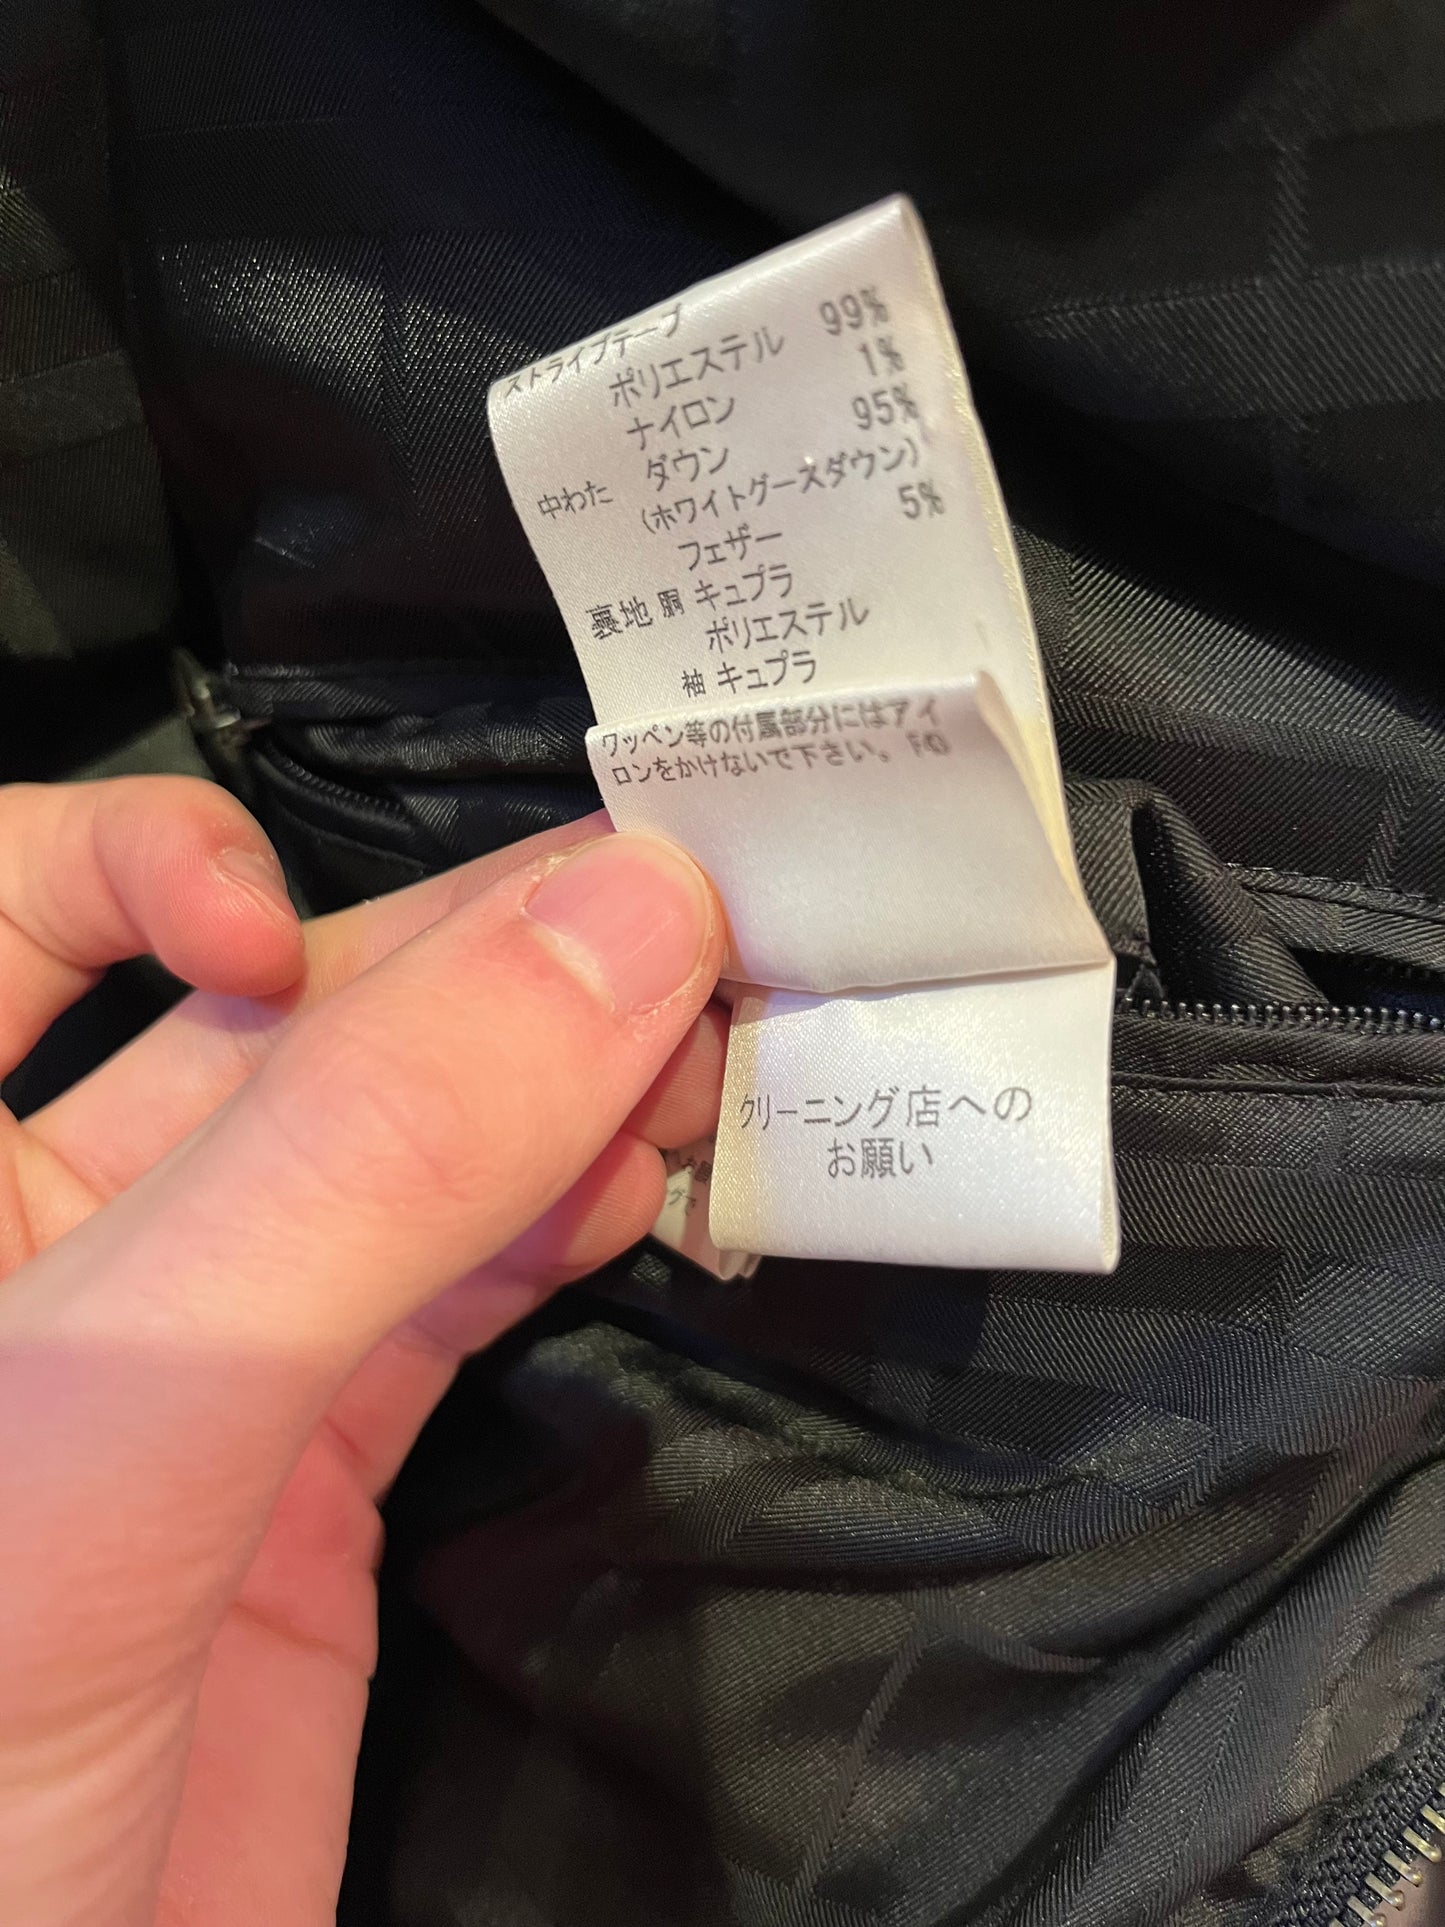 ストライプテープ
ポリエステル 99%
ナイロン 1%
中わた ダウン 95%
(ホワイトグースダウン)
フェザー 5%
裏地 胴 キュプラ
ポリエステル
袖 キュプラ
ワッペン等の付属部分にはアイ
ロンをかけないで下さい。
クリーニング店への
お願い